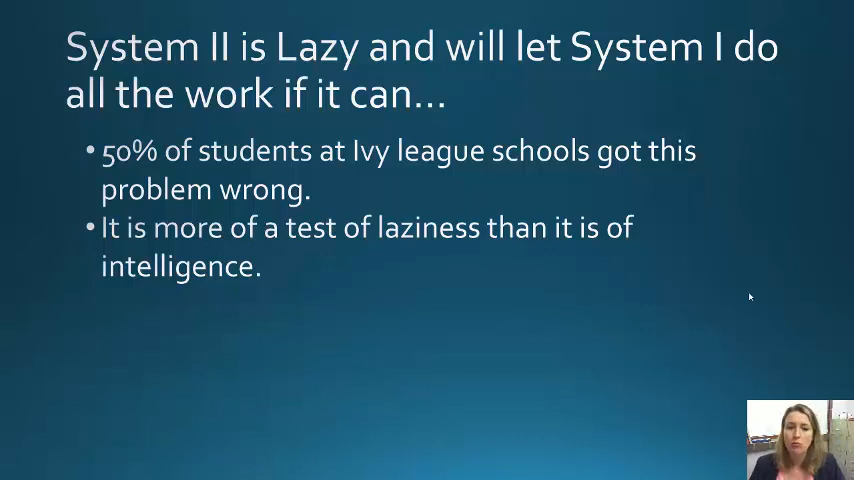 System II is Lazy and will let System I do
all the work if it can...
• 50% of students at Ivy league schools got this
problem wrong.
• It is more of a test of laziness than it is of
intelligence.